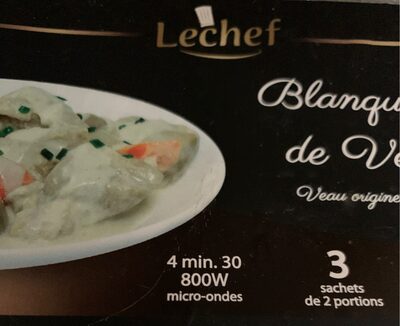 Lechef
Blanqu
de Ve
Veau origine
4 min. 30
800W
micro-ondes
3
sachets
de 2 portions